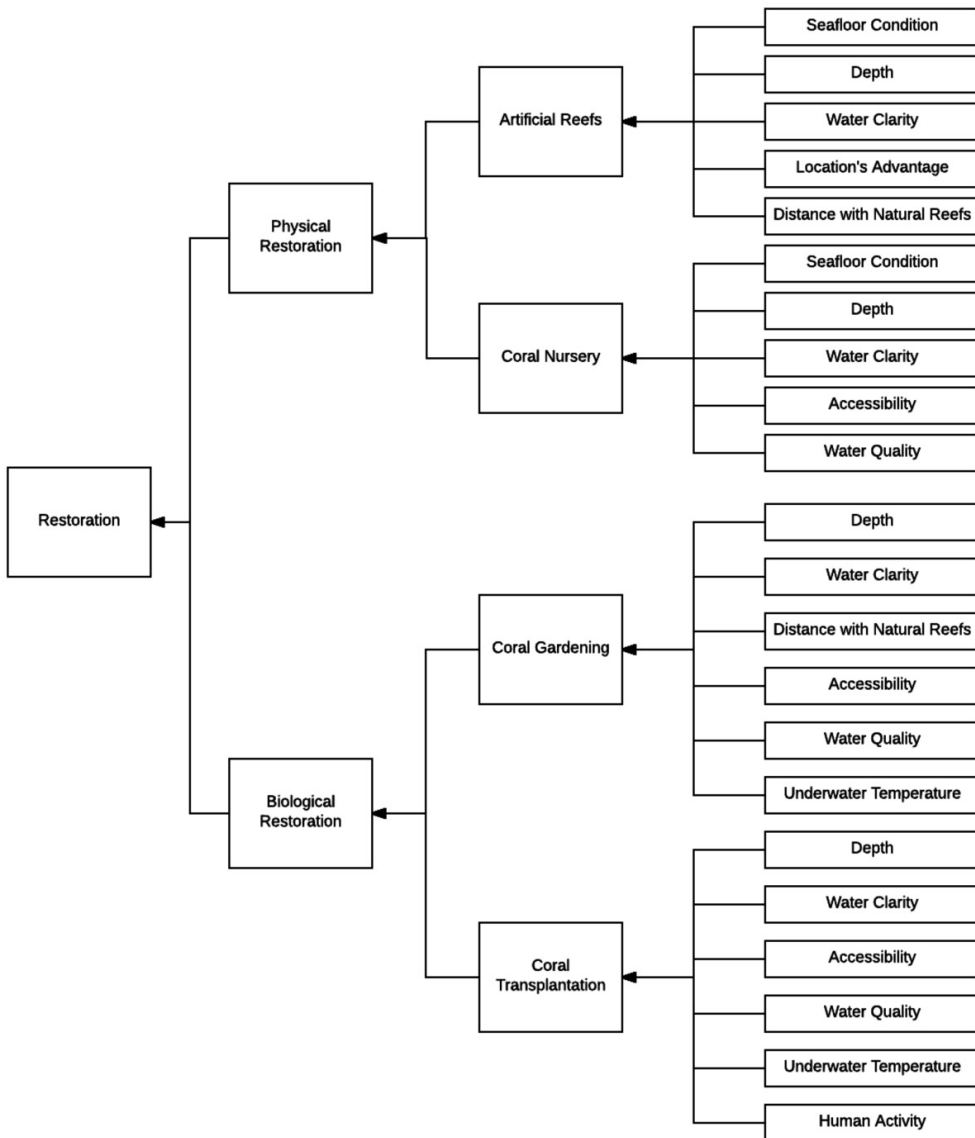 Restoration
Physical
Restoration
Biological
Restoration
Artificial Reefs
Coral Nursery
Coral Gardening
Coral
Transplantation
Seafloor Condition
Depth
Water Clarity
Location's Advantage
Distance with Natural Reefs
Seafloor Condition
Depth
Water Clarity
Accessibility
Water Quality
Depth
Water Clarity
Distance with Natural Reefs
Accessibility
Water Quality
Underwater Temperature
Depth
Water Clarity
Accessibility
Water Quality
Underwater Temperature
Human Activity